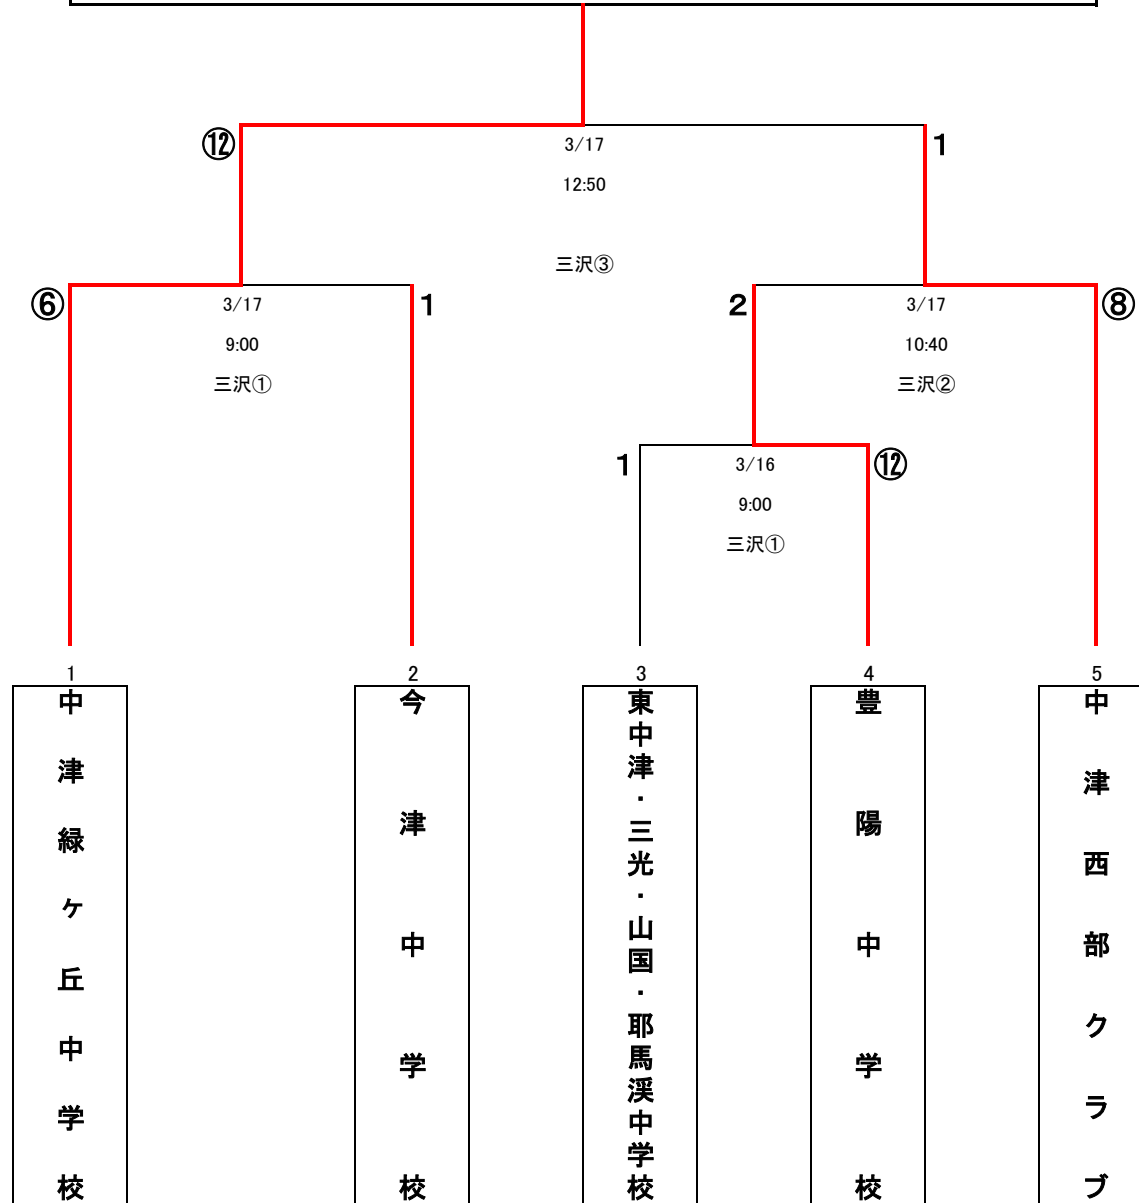 ⑫
1
3/17
12:50
三沢③
⑥
1
2
⑧
3/17
9:00
三沢①
3/17
10:40
三沢②
1
⑫
3/16
9:00
三沢①
1
2
3
4
5
中津緑ヶ丘中学校
今津中学校
東中津・三光・山国・耶馬溪中学校
豊陽中学校
中津西部クラブ